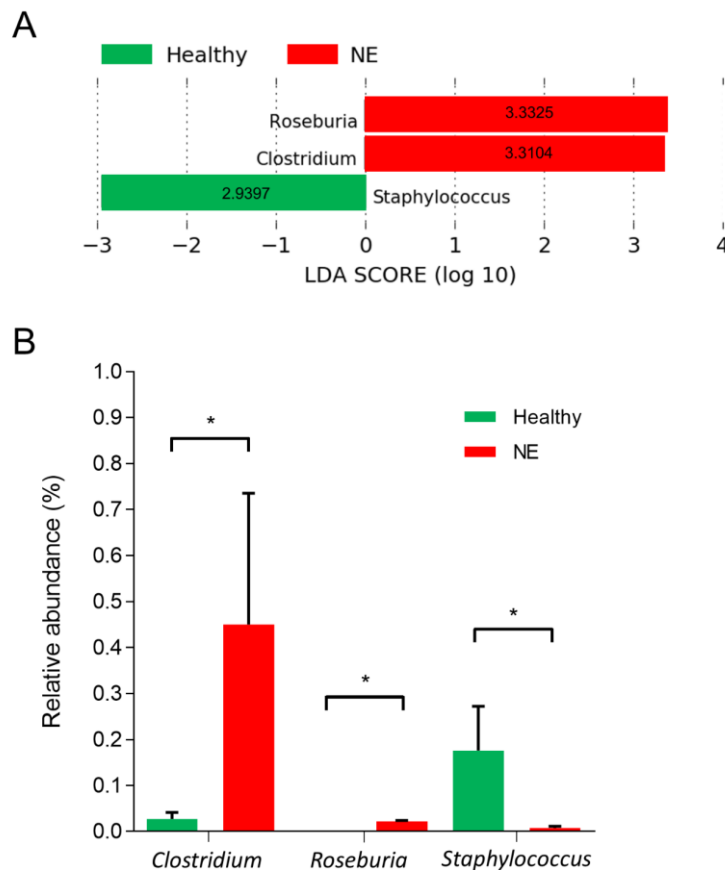 A
Healthy NE
Roseburia 3.3325
Clostridium 3.3104
2.9397 Staphylococcus
−3 −2 −1 0 1 2 3 4
LDA SCORE (log 10)
B
Relative abundance (%)
1.0
0.9
0.8
0.7
0.6
0.5
0.4
0.3
0.2
0.1
0.0
Healthy
NE
*
*
*
Clostridium Roseburia Staphylococcus